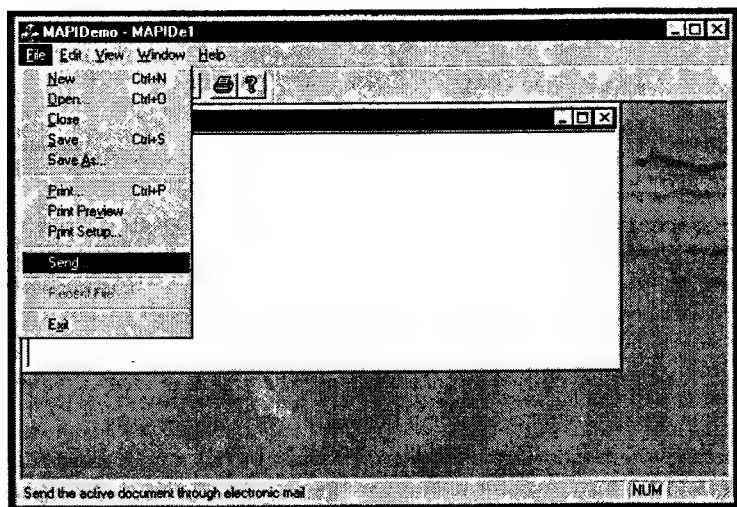 MAPIDemo - MAPIDe1
File Edit View Window Help
New Ctrl+N
Open... Ctrl+O
Close
Save Ctrl+S
Save As...
Print... Ctrl+P
Print Preview
Print Setup...
Send...
Recent File
Exit
Send the active document through electronic mail
NUM